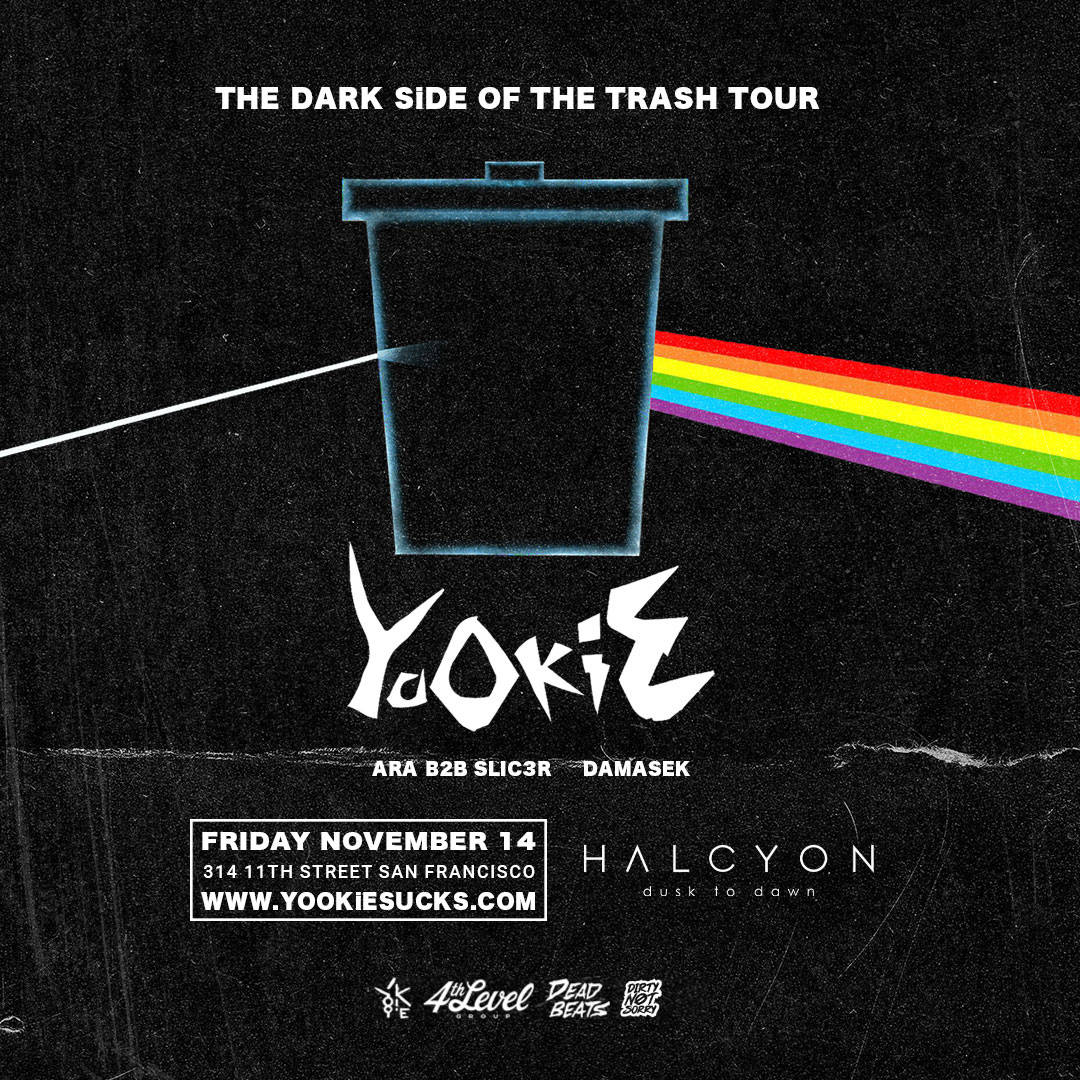 THE DARK SiDE OF THE TRASH TOUR
YOOKiE
ARA B2B SLIC3R DAMASEK
FRIDAY NOVEMBER 14
314 11TH STREET SAN FRANCISCO
WWW.YOOKiESUCKS.COM
HALCYON
dusk to dawn
YOOKiE
4th Level
GROUP
DEAD
BEATS
DIRTY
NOT
SORRY